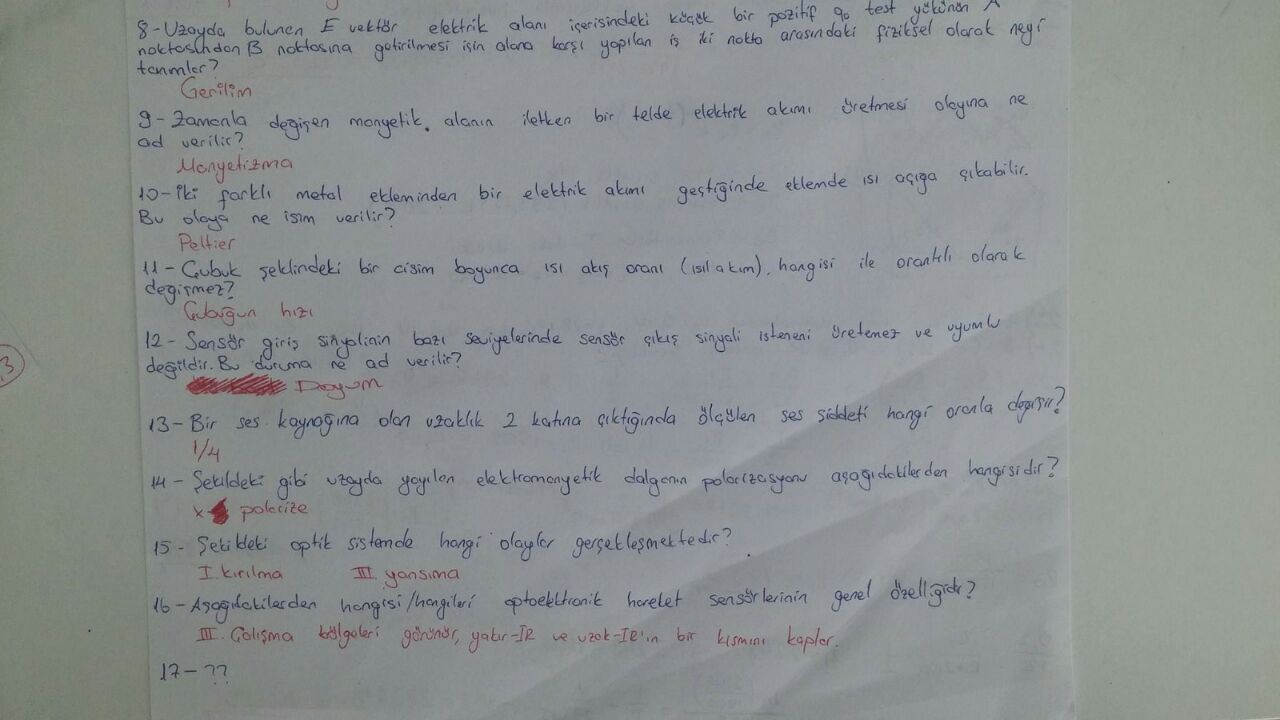 8-Uzayda bulunan E vektör elektrik alanı içerisindeki küçük bir pozitif q₀ test yükünün A
noktasından B noktasına getirilmesi için alana karşı yapılan iş iki nokta arasındaki fiziksel olarak neyi
tanımlar?
Gerilim
9-Zamanla değişen manyetik alanın iletken bir telde elektrik akımı üretmesi olayına ne
ad verilir?
Manyetizma
10-İki farklı metal ekleminden bir elektrik akımı geçtiğinde eklemde ısı açığa çıkabilir.
Bu olaya ne isim verilir?
Peltier
11-Çubuk şeklindeki bir cisim boyunca ısı akış oranı (ısıl akım), hangisi ile orantılı olarak
değişmez?
Çubuğun hızı
12-Sensör giriş sinyalinin bazı seviyelerinde sensör çıkış sinyali isteneni üretemez ve uyumlu
değildir. Bu duruma ne ad verilir?
Doyum
13-Bir ses kaynağına olan uzaklık 2 katına çıktığında ölçülen ses şiddeti hangi oranla değişir?
1/4
14-Şekildeki gibi uzayda yayılan elektromanyetik dalganın polarizasyonu aşağıdakilerden hangisidir?
x polarize
15-Şekildeki optik sistemde hangi olaylar gerçekleşmektedir?
I. kırılma III. yansıma
16-Aşağıdakilerden hangisi/hangileri optoelktronik hareket sensörlerinin genel özelliğidir?
III. Çalışma bölgeleri görünür, yakın-IR ve uzak-IR'ın bir kısmını kapler.
17-??
3